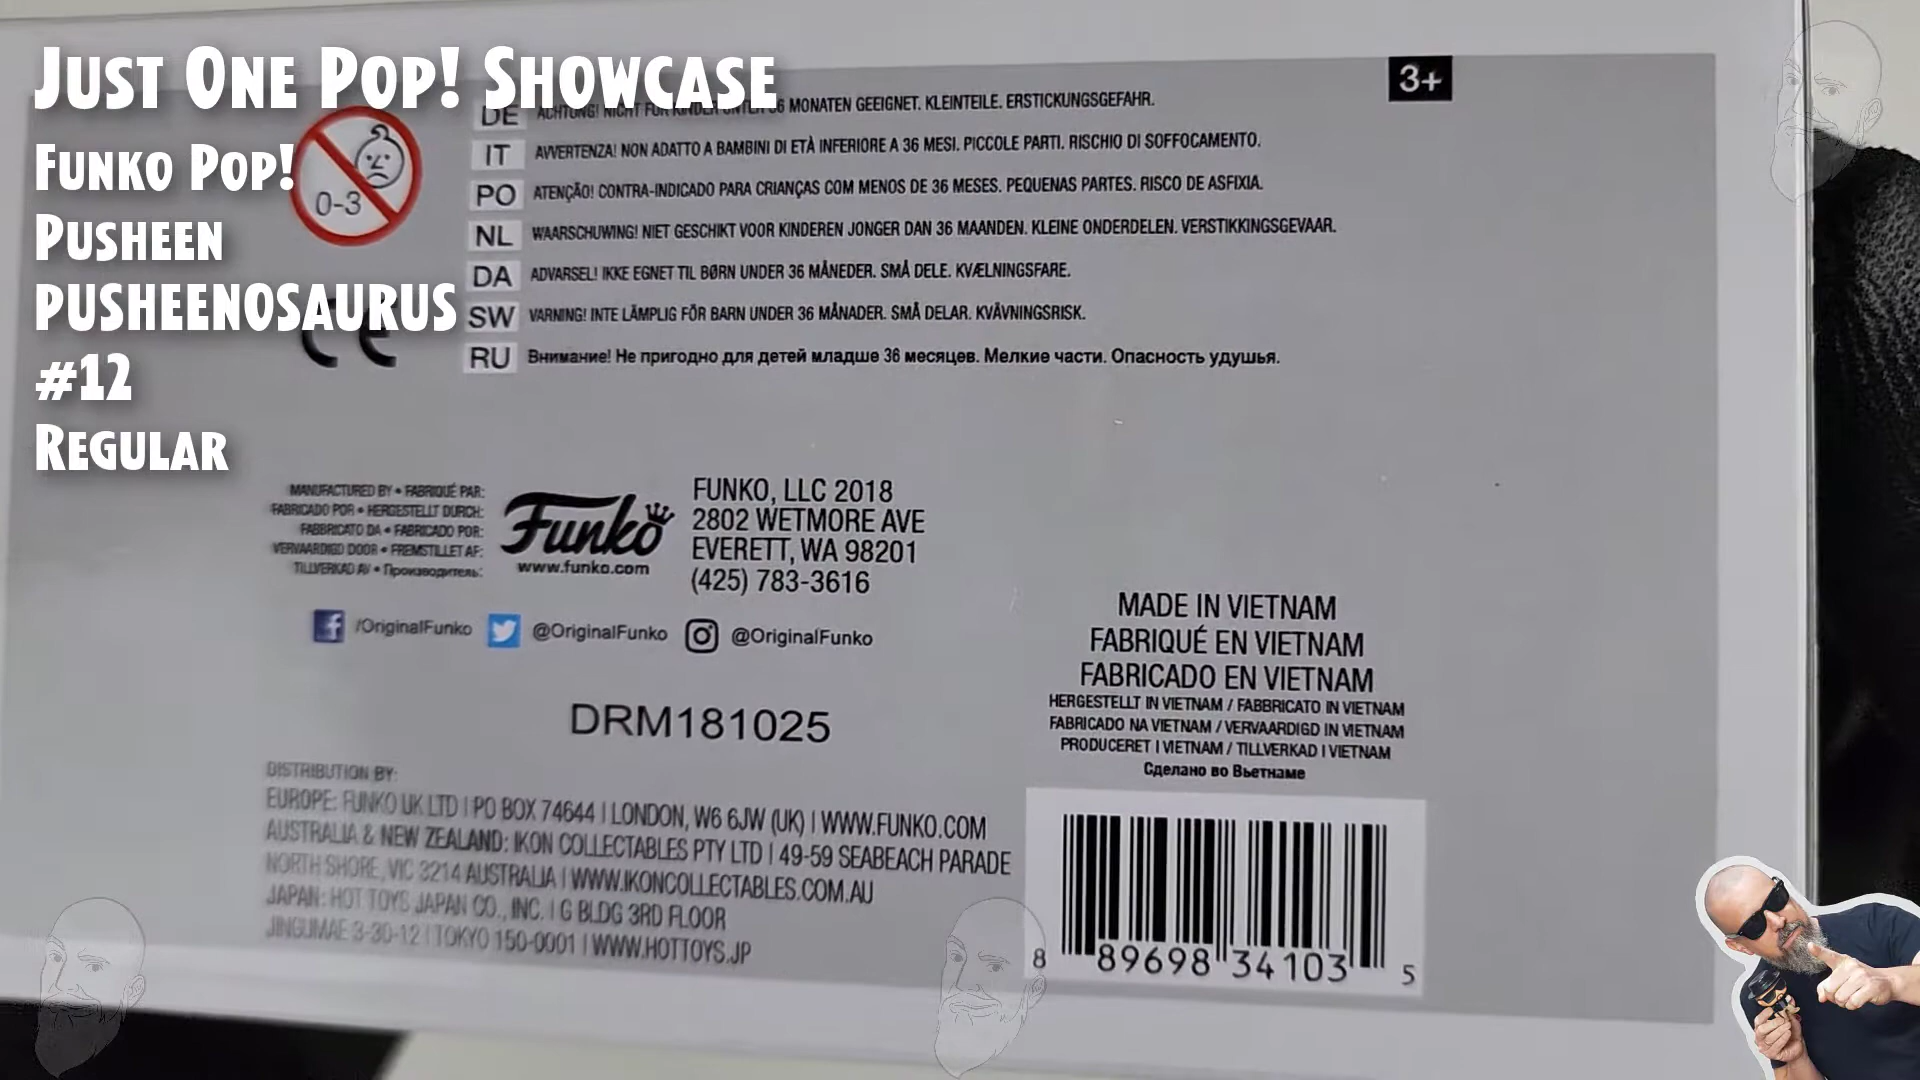 Just One Pop! Showcase
Funko Pop!
Pusheen
pusheenosaurus
#12
Regular
3+
0-3
DE ACHTUNG! NICHT FÜR KINDER UNTER 36 MONATEN GEEIGNET. KLEINTEILE. ERSTICKUNGSGEFAHR.
IT AVVERTENZA! NON ADATTO A BAMBINI DI ETÀ INFERIORE A 36 MESI. PICCOLE PARTI. RISCHIO DI SOFFOCAMENTO.
PO ATENÇÃO! CONTRA-INDICADO PARA CRIANÇAS COM MENOS DE 36 MESES. PEQUENAS PARTES. RISCO DE ASFIXIA.
NL WAARSCHUWING! NIET GESCHIKT VOOR KINDEREN JONGER DAN 36 MAANDEN. KLEINE ONDERDELEN. VERSTIKKINGSGEVAAR.
DA ADVARSEL! IKKE EGNET TIL BØRN UNDER 36 MÅNEDER. SMÅ DELE. KVÆLNINGSFARE.
SW VARNING! INTE LÄMPLIG FÖR BARN UNDER 36 MÅNADER. SMÅ DELAR. KVÄVNINGSRISK.
RU Внимание! Не пригодно для детей младше 36 месяцев. Мелкие части. Опасность удушья.
CE
MANUFACTURED BY • FABRIQUÉ PAR:
FABRICADO POR • HERGESTELLT DURCH:
FABBRICATO DA • FABRICADO POR:
VERVAARDIGD DOOR • FREMSTILLET AF:
TILLVERKAD AV • Производитель:
Funko
www.funko.com
FUNKO, LLC 2018
2802 WETMORE AVE
EVERETT, WA 98201
(425) 783-3616
/OriginalFunko @OriginalFunko @OriginalFunko
DRM181025
MADE IN VIETNAM
FABRIQUÉ EN VIETNAM
FABRICADO EN VIETNAM
HERGESTELLT IN VIETNAM / FABBRICATO IN VIETNAM
FABRICADO NA VIETNAM / VERVAARDIGD IN VIETNAM
PRODUCERET I VIETNAM / TILLVERKAD I VIETNAM
Сделано во Вьетнаме
DISTRIBUTION BY:
EUROPE: FUNKO UK LTD | PO BOX 74644 | LONDON, W6 6JW (UK) | WWW.FUNKO.COM
AUSTRALIA & NEW ZEALAND: IKON COLLECTABLES PTY LTD | 49-59 SEABEACH PARADE
NORTH SHORE, VIC 3214 AUSTRALIA | WWW.IKONCOLLECTABLES.COM.AU
JAPAN: HOT TOYS JAPAN CO., INC. | G BLDG 3RD FLOOR
JINGUMAE 3-30-12 | TOKYO 150-0001 | WWW.HOTTOYS.JP
8 89698 34103 5